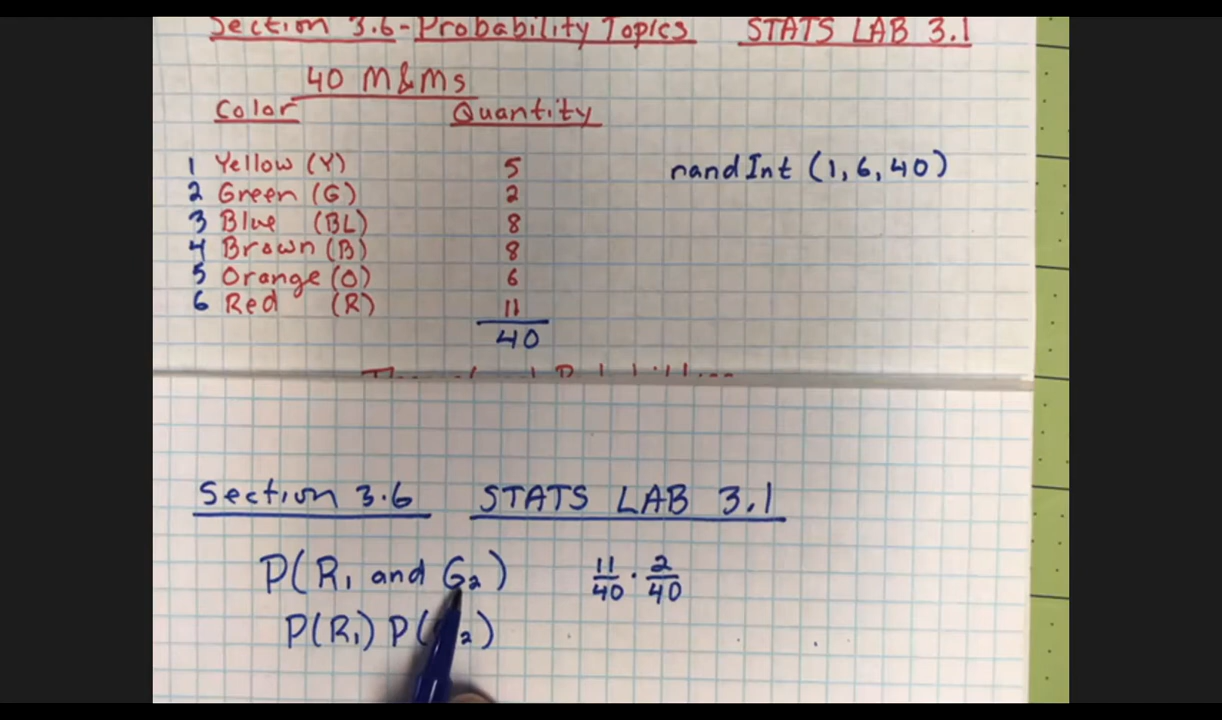 Section 3.6-Probability Topics STATS LAB 3.1
40 M&Ms
Color Quantity
1 Yellow (Y) 5 randInt (1, 6, 40)
2 Green (G) 2
3 Blue (BL) 8
4 Brown (B) 8
5 Orange (O) 6
6 Red (R) 11
40
Section 3.6 STATS LAB 3.1
P(R₁ and G₂) 11/40 · 2/40
P(R₁) P( ₂)